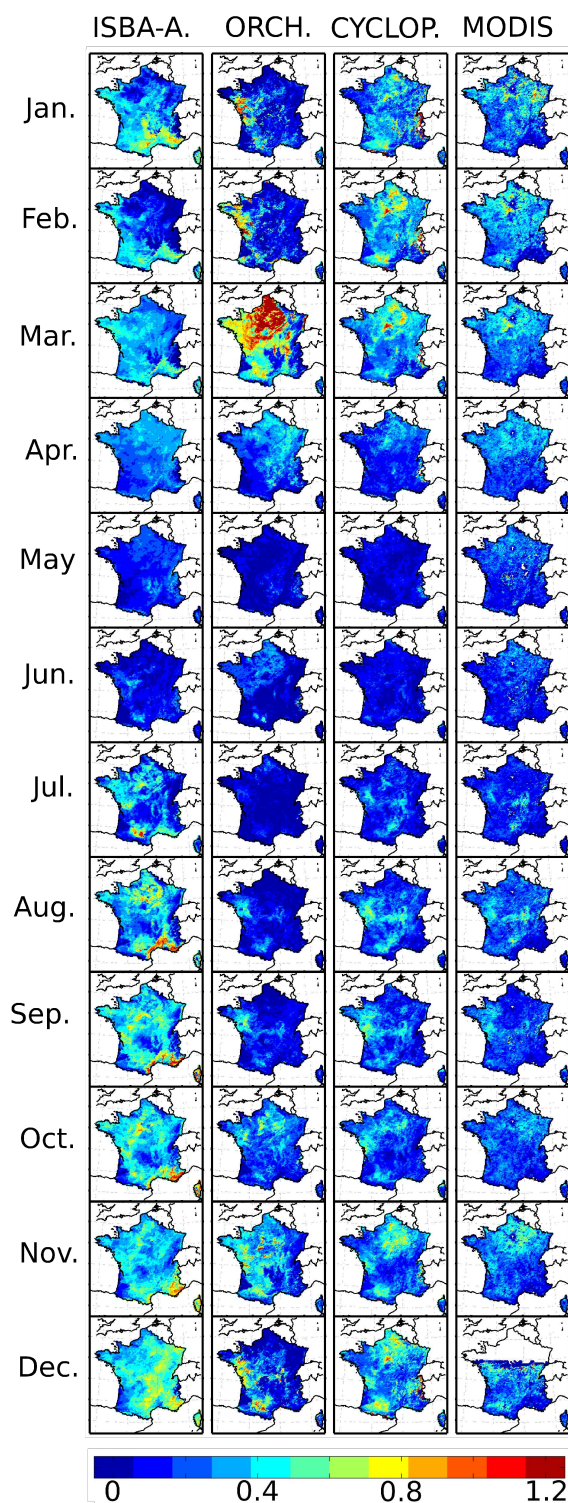 ISBA-A. ORCH. CYCLOP. MODIS
Jan.
Feb.
Mar.
Apr.
May
Jun.
Jul.
Aug.
Sep.
Oct.
Nov.
Dec.
0 0.4 0.8 1.2